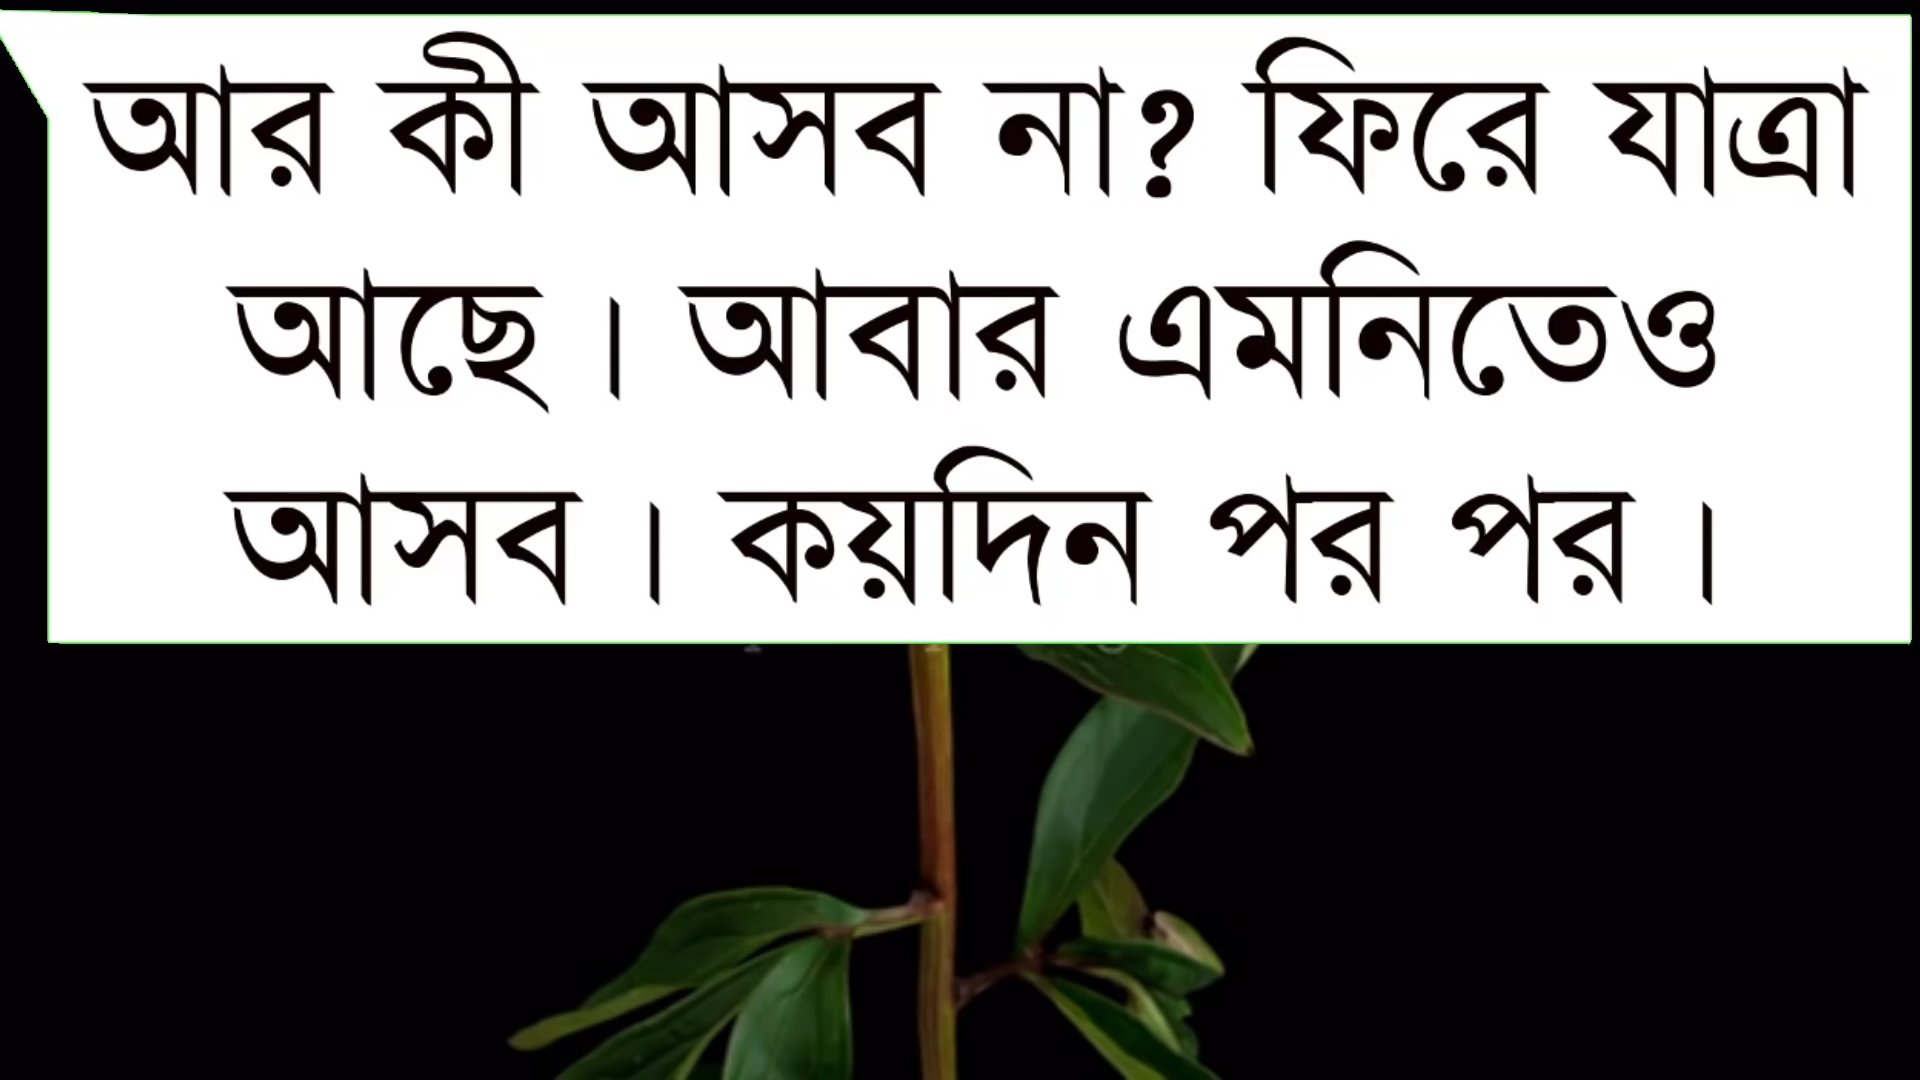 আর কী আসব না? ফিরে যাত্রা
আছে। আবার এমনিতেও
আসব। কয়দিন পর পর।